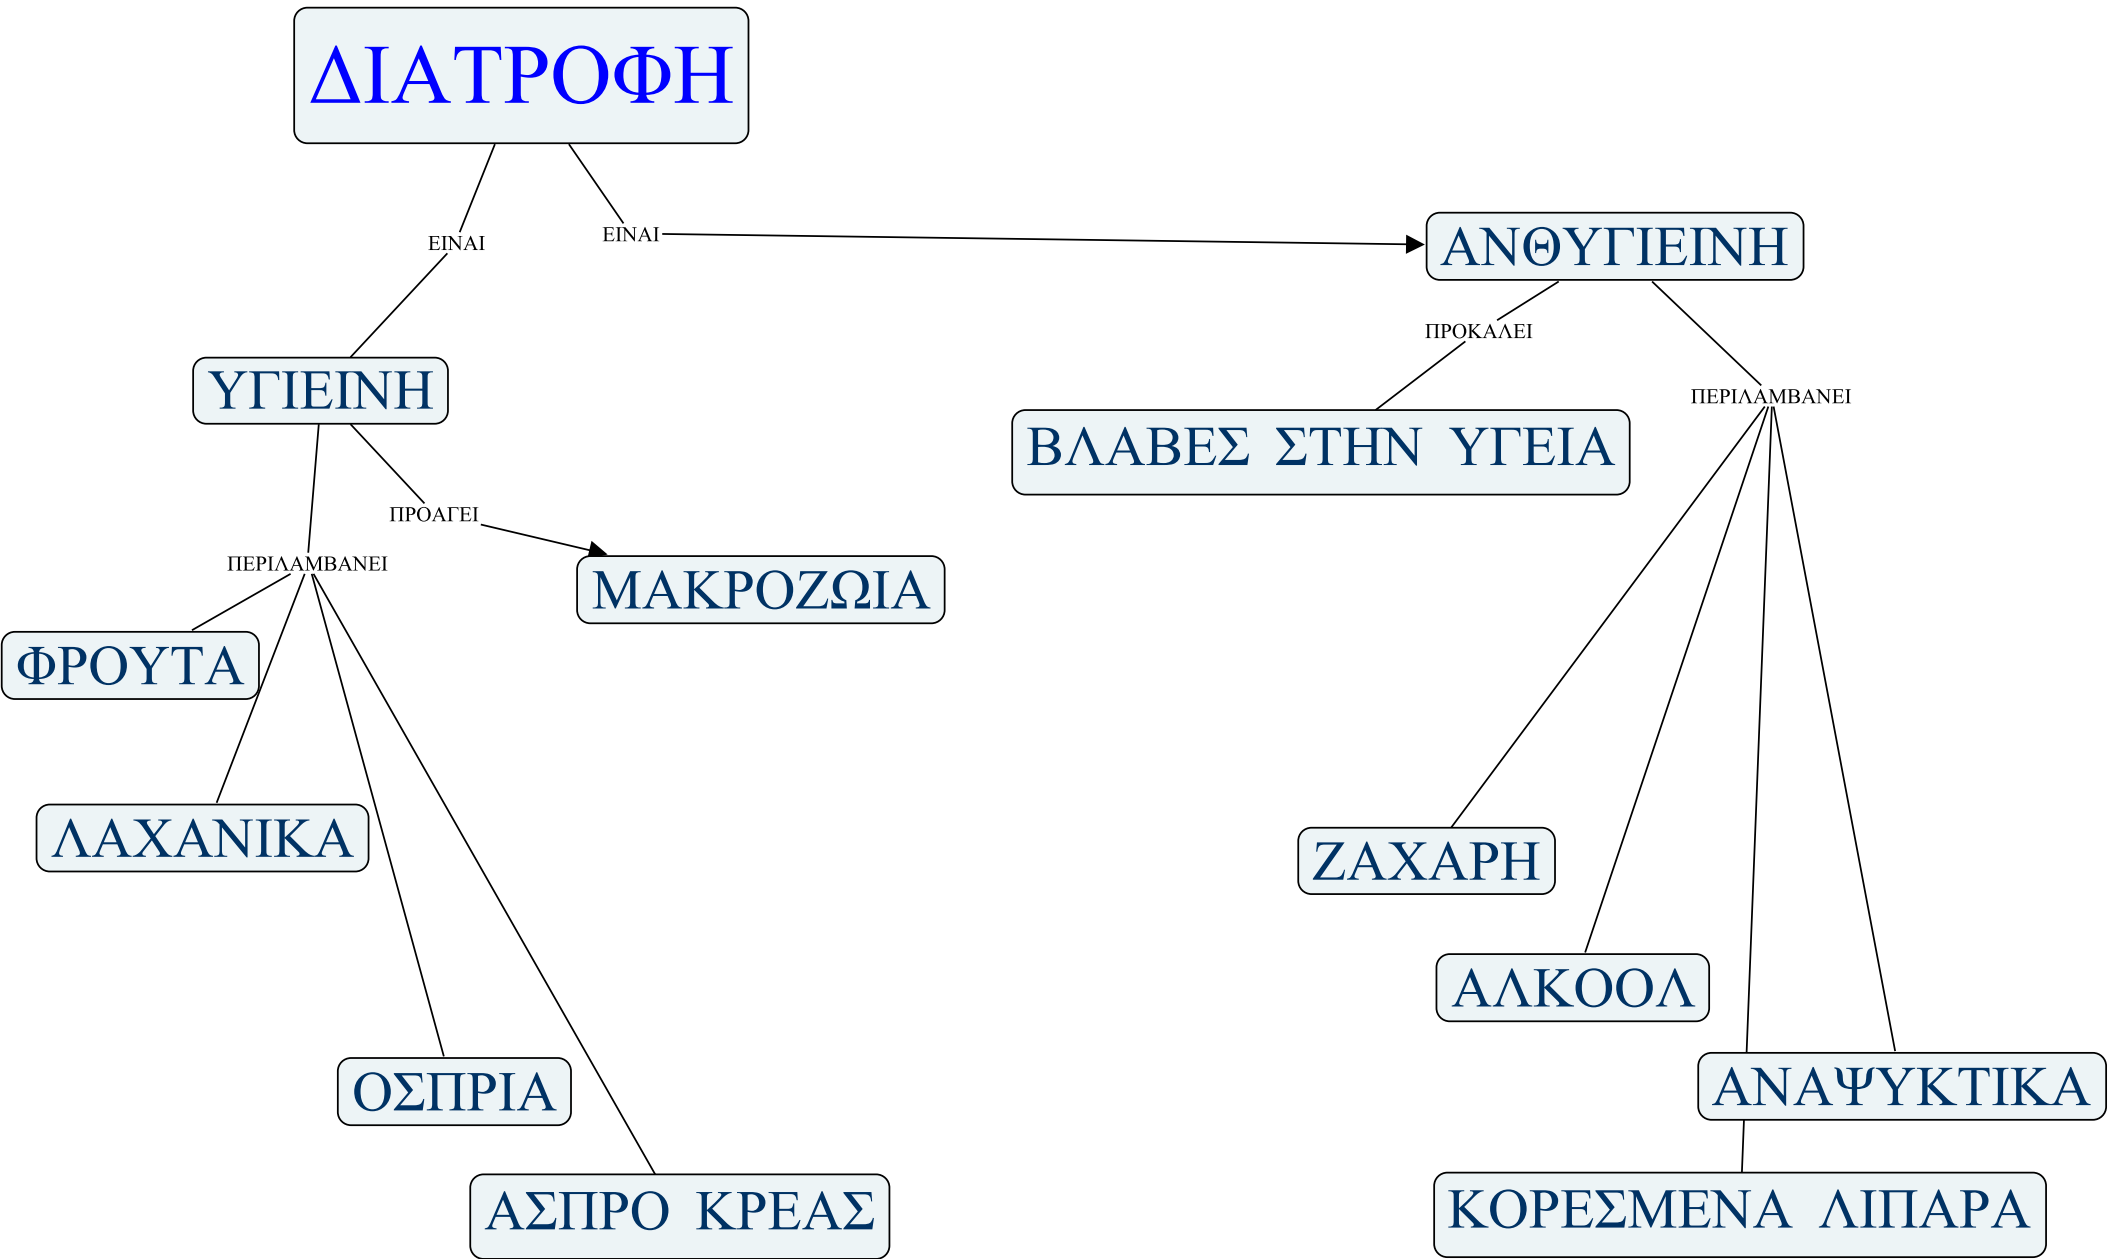 ΔΙΑΤΡΟΦΗ
ΕΙΝΑΙ
ΕΙΝΑΙ
ΑΝΘΥΓΙΕΙΝΗ
ΠΡΟΚΑΛΕΙ
ΥΓΙΕΙΝΗ
ΠΕΡΙΛΑΜΒΑΝΕΙ
ΒΛΑΒΕΣ ΣΤΗΝ ΥΓΕΙΑ
ΠΡΟΑΓΕΙ
ΠΕΡΙΛΑΜΒΑΝΕΙ
ΜΑΚΡΟΖΩΙΑ
ΦΡΟΥΤΑ
ΛΑΧΑΝΙΚΑ
ΖΑΧΑΡΗ
ΑΛΚΟΟΛ
ΟΣΠΡΙΑ
ΑΝΑΨΥΚΤΙΚΑ
ΑΣΠΡΟ ΚΡΕΑΣ
ΚΟΡΕΣΜΕΝΑ ΛΙΠΑΡΑ